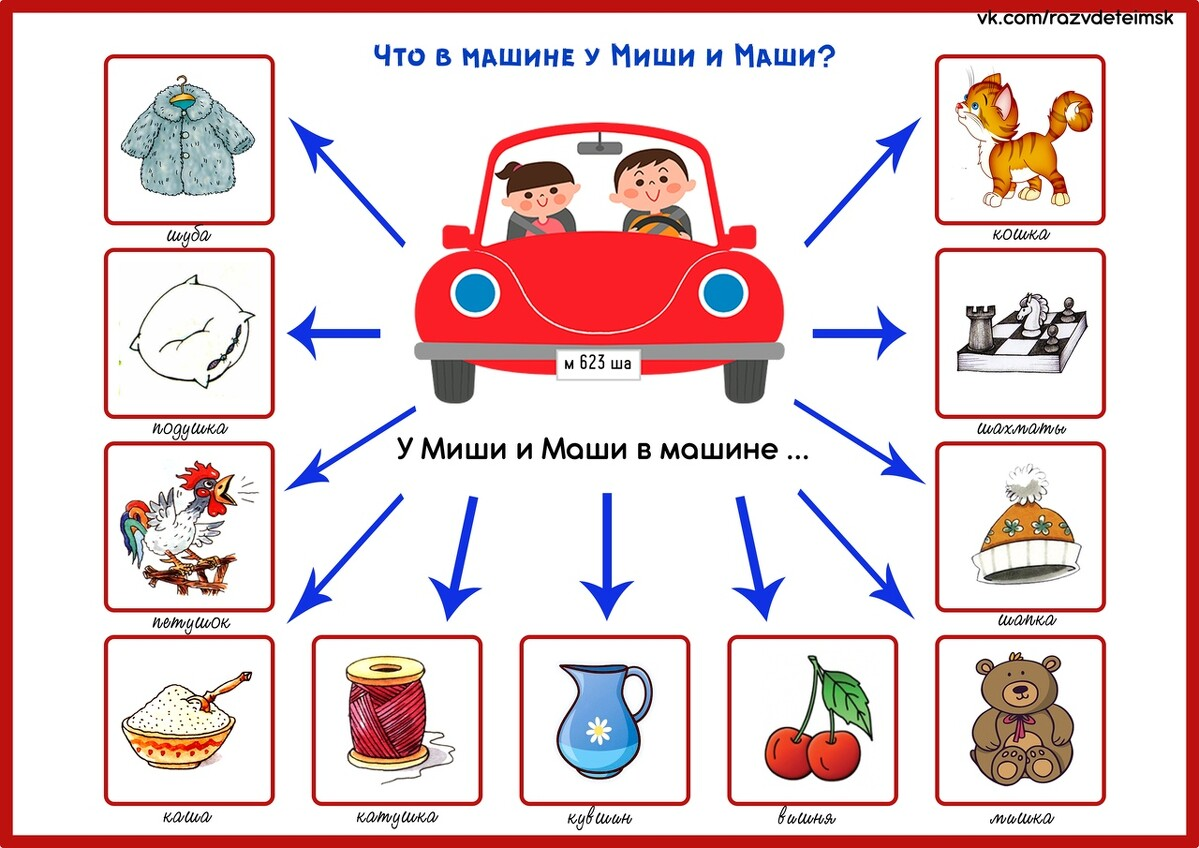 vk.com/razvdeteimsk
Что в машине у Миши и Маши?
шуба
кошка
подушка
шахматы
м 623 ша
У Миши и Маши в машине ...
петушок
шапка
каша
катушка
кувшин
вишня
мишка